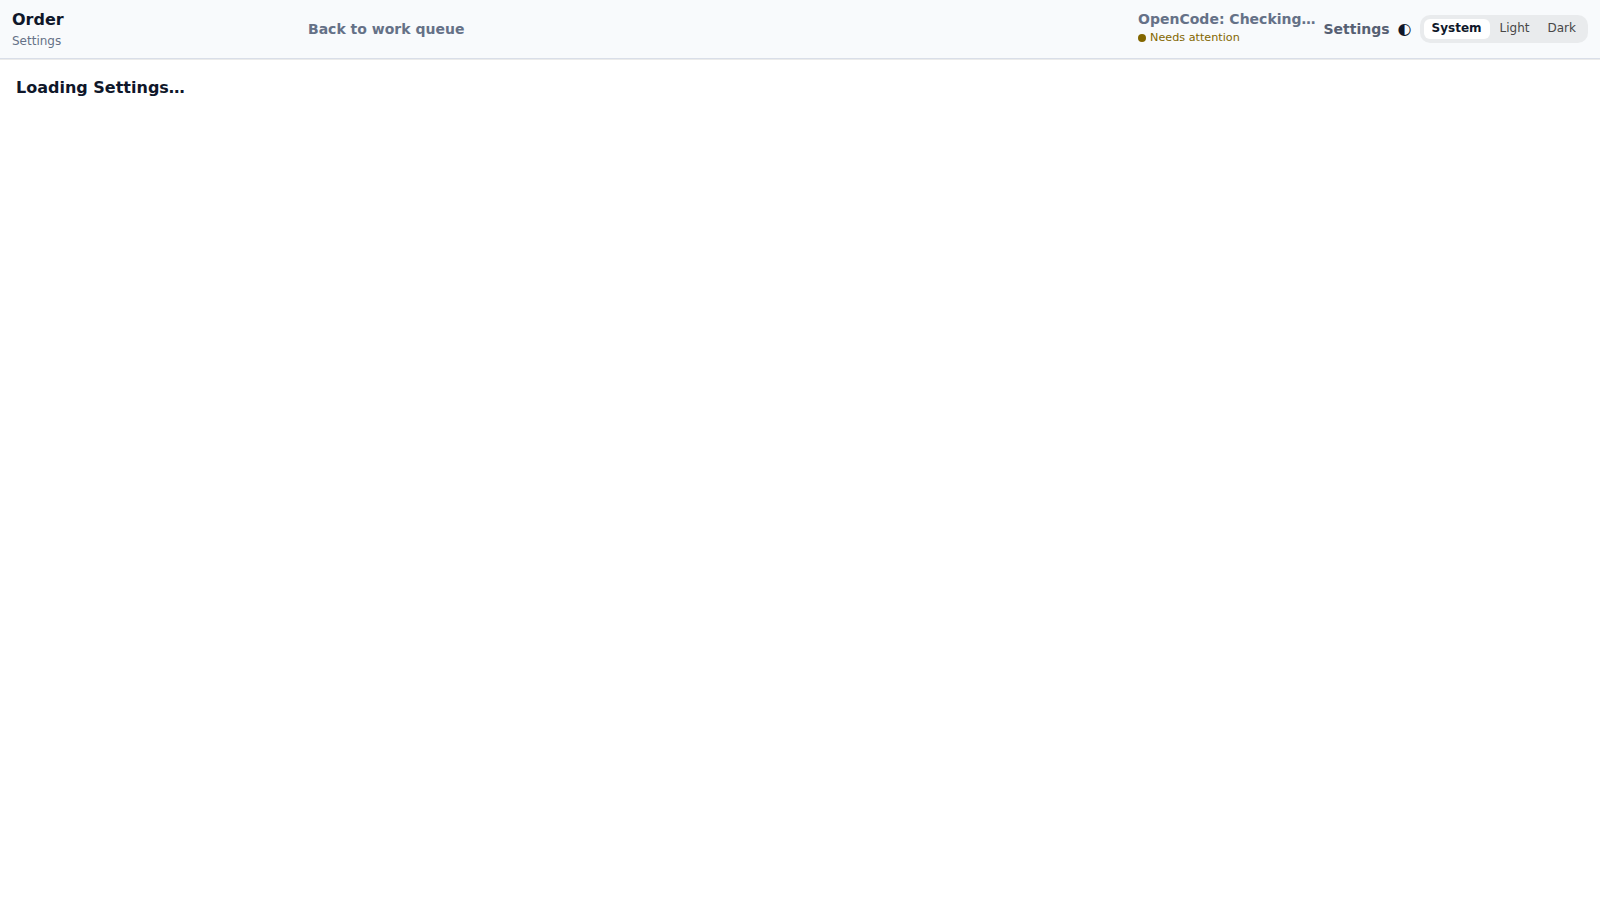 Order
Settings
Back to work queue
OpenCode: Checking…
Needs attention
Settings
System
Light
Dark
Loading Settings…